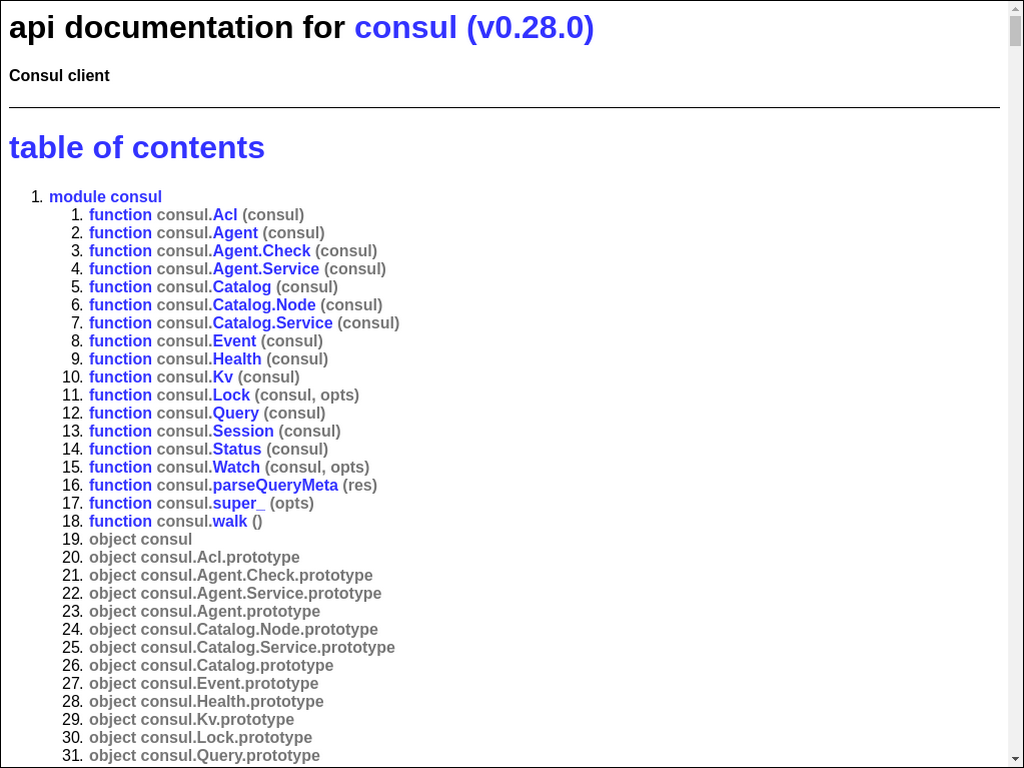 api documentation for consul (v0.28.0)
Consul client
table of contents
1. module consul
1. function consul.Acl (consul)
2. function consul.Agent (consul)
3. function consul.Agent.Check (consul)
4. function consul.Agent.Service (consul)
5. function consul.Catalog (consul)
6. function consul.Catalog.Node (consul)
7. function consul.Catalog.Service (consul)
8. function consul.Event (consul)
9. function consul.Health (consul)
10. function consul.Kv (consul)
11. function consul.Lock (consul, opts)
12. function consul.Query (consul)
13. function consul.Session (consul)
14. function consul.Status (consul)
15. function consul.Watch (consul, opts)
16. function consul.parseQueryMeta (res)
17. function consul.super_ (opts)
18. function consul.walk ()
19. object consul
20. object consul.Acl.prototype
21. object consul.Agent.Check.prototype
22. object consul.Agent.Service.prototype
23. object consul.Agent.prototype
24. object consul.Catalog.Node.prototype
25. object consul.Catalog.Service.prototype
26. object consul.Catalog.prototype
27. object consul.Event.prototype
28. object consul.Health.prototype
29. object consul.Kv.prototype
30. object consul.Lock.prototype
31. object consul.Query.prototype